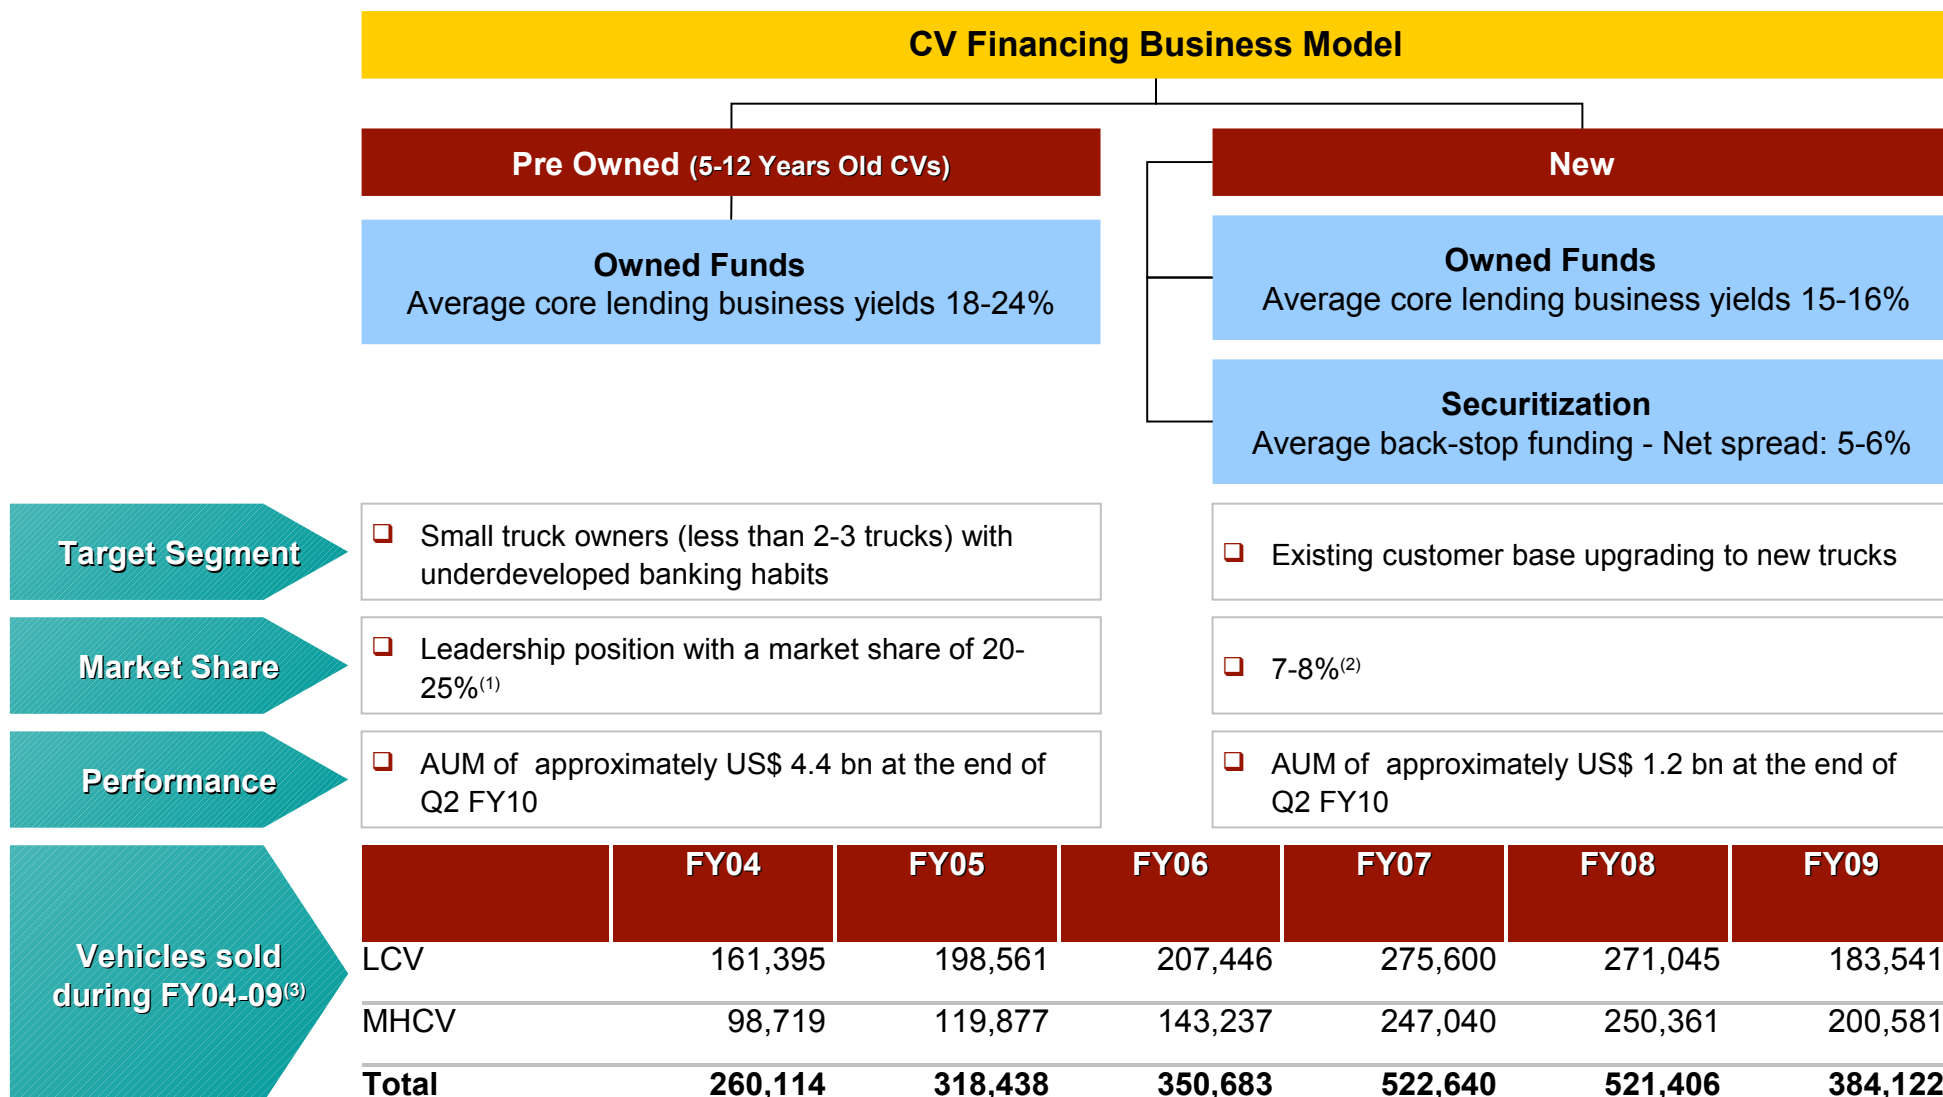 CV Financing Business Model
Pre Owned (5-12 Years Old CVs)
New
Owned Funds
Average core lending business yields 18-24%
Owned Funds
Average core lending business yields 15-16%
Securitization
Average back-stop funding - Net spread: 5-6%
Target Segment
Small truck owners (less than 2-3 trucks) with
underdeveloped banking habits
Existing customer base upgrading to new trucks
Market Share
Leadership position with a market share of 20-
25%(1)
7-8%(2)
Performance
AUM of approximately US$ 4.4 bn at the end of
Q2 FY10
AUM of approximately US$ 1.2 bn at the end of
Q2 FY10
Vehicles sold
during FY04-09(3)
FY04 FY05 FY06 FY07 FY08 FY09
LCV 161,395 198,561 207,446 275,600 271,045 183,541
MHCV 98,719 119,877 143,237 247,040 250,361 200,581
Total 260,114 318,438 350,683 522,640 521,406 384,122